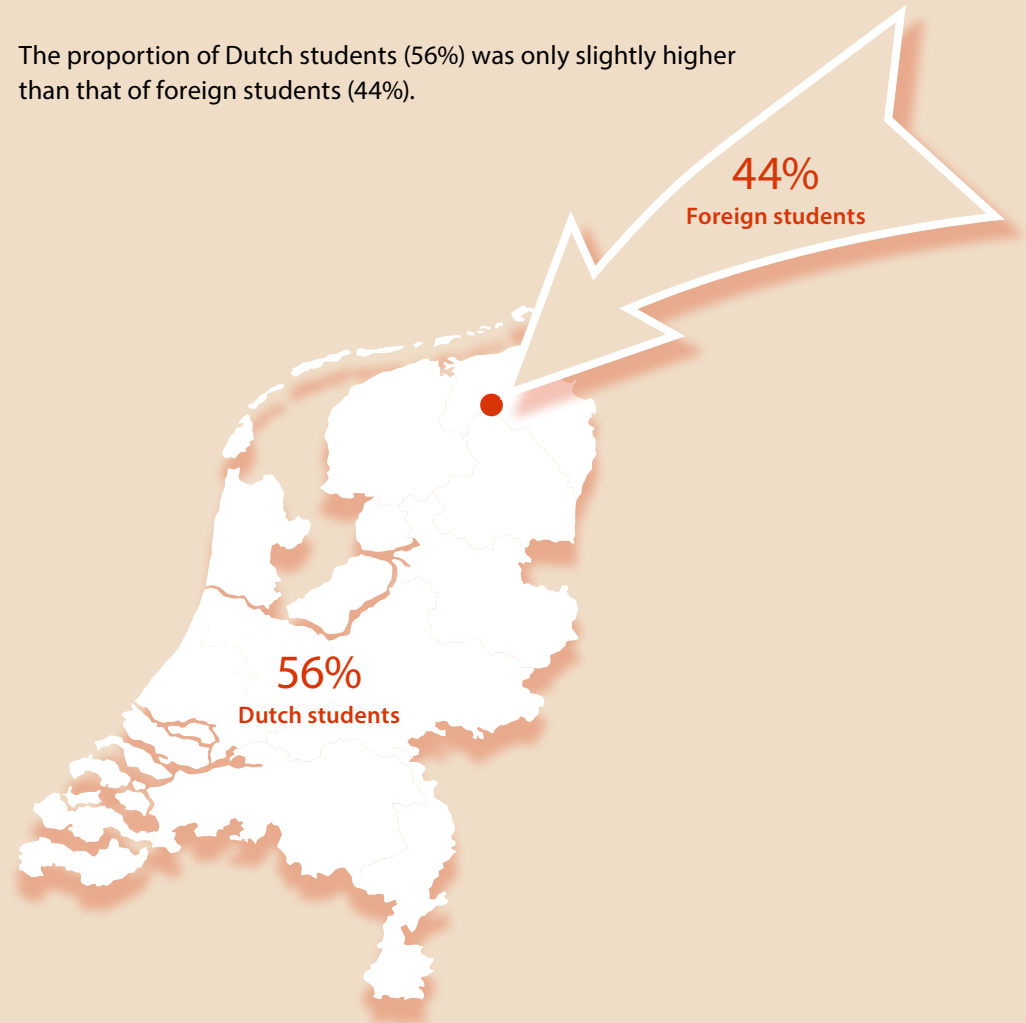 The proportion of Dutch students (56%) was only slightly higher
than that of foreign students (44%).
44%
Foreign students
56%
Dutch students